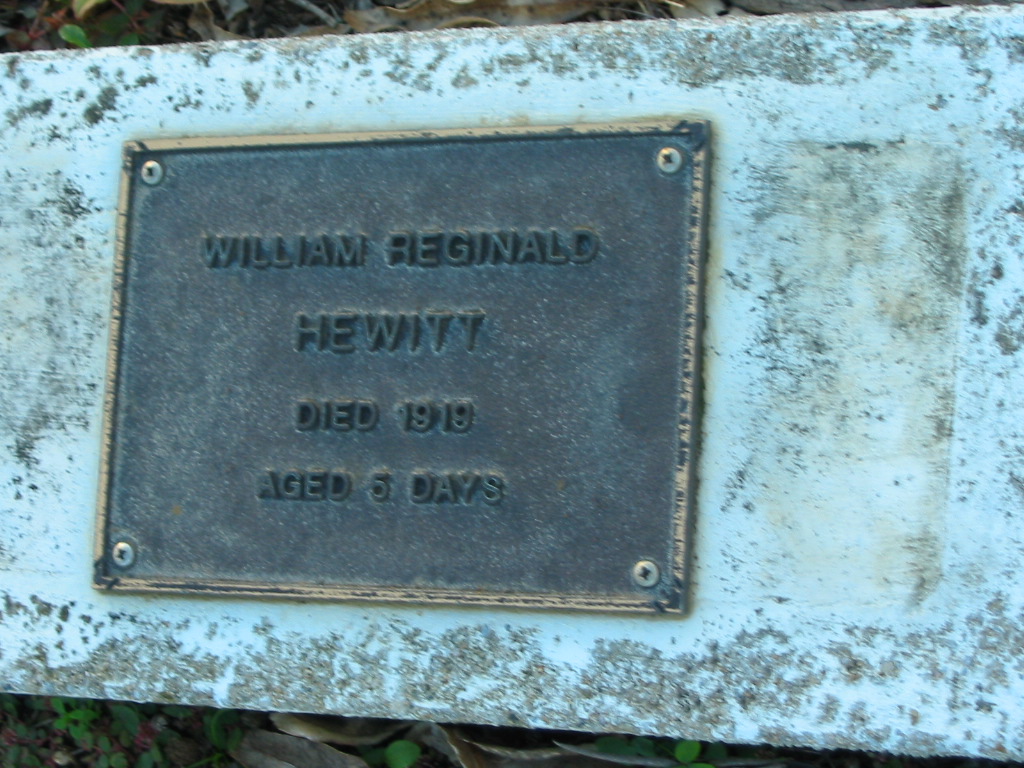 WILLIAM REGINALD
HEWITT
DIED 1919
AGED 5 DAYS